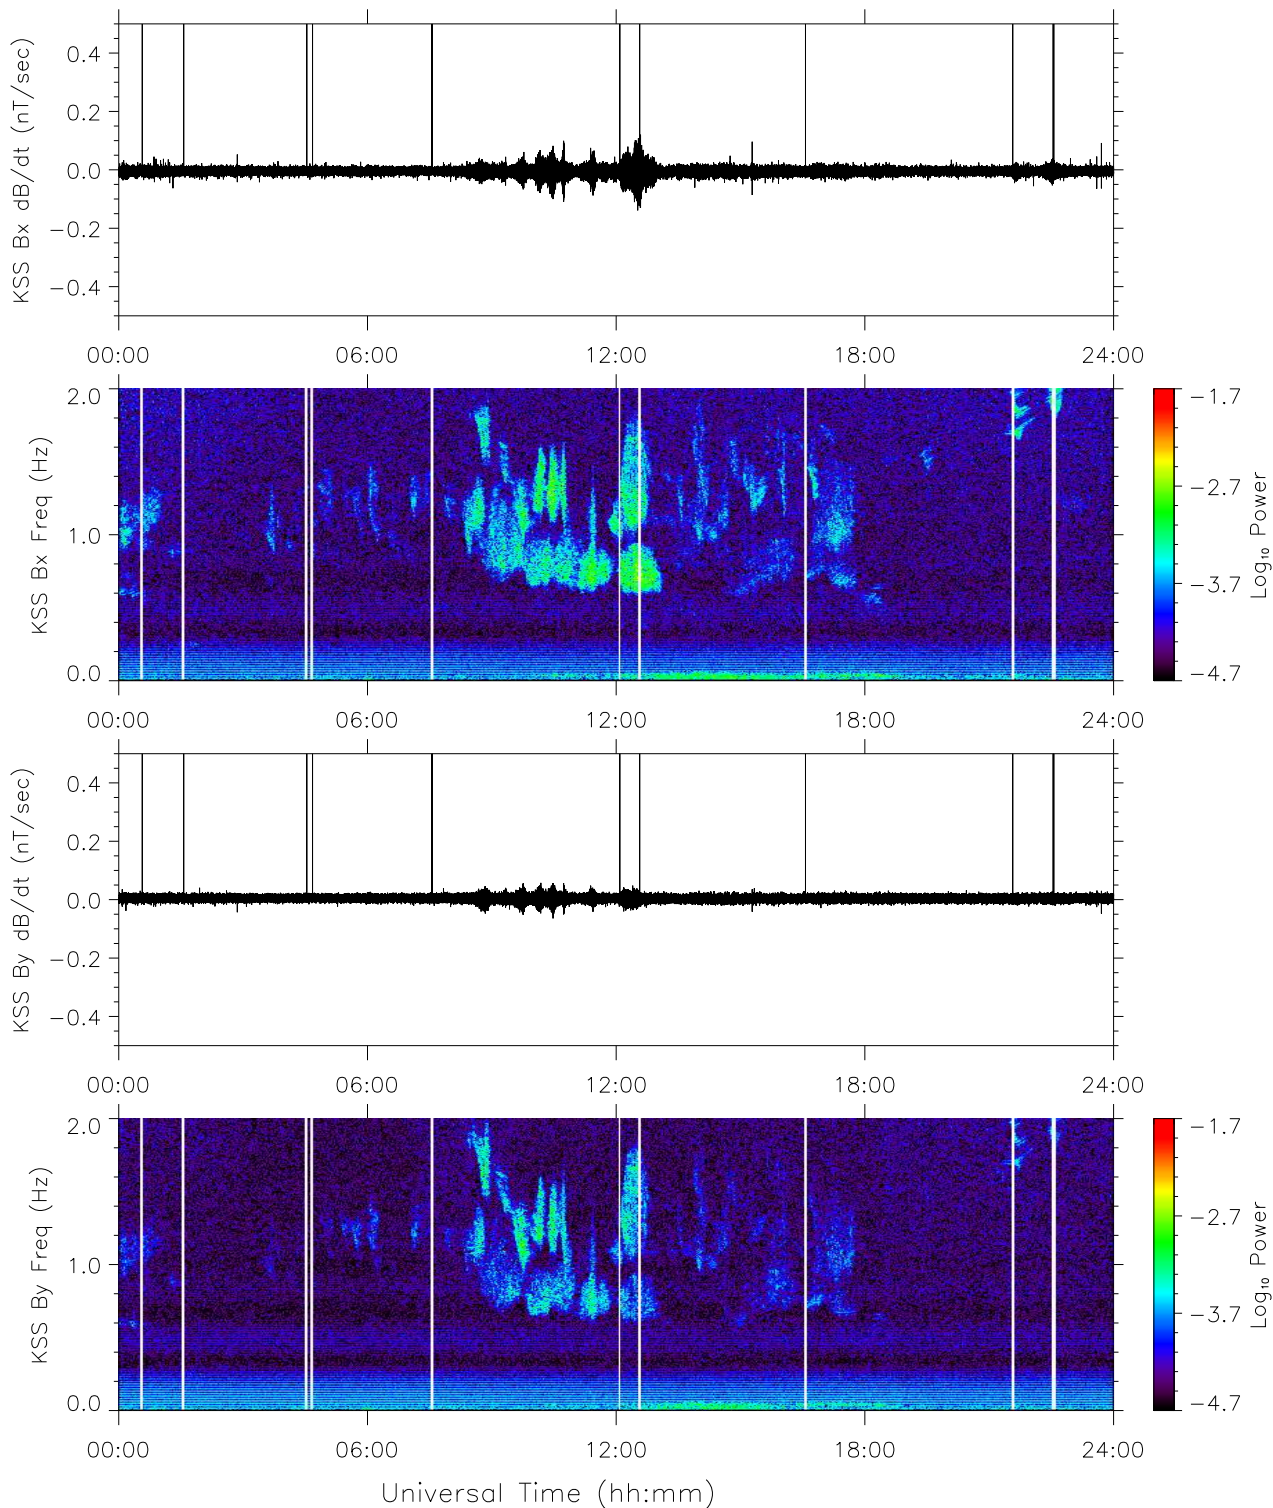 KSS Bx dB/dt (nT/sec)
0.4
0.2
0.0
−0.2
−0.4
00:00 06:00 12:00 18:00 24:00
KSS Bx Freq (Hz)
2.0
1.0
0.0
00:00 06:00 12:00 18:00 24:00
−1.7
−2.7
−3.7
−4.7
Log₁₀ Power
KSS By dB/dt (nT/sec)
0.4
0.2
0.0
−0.2
−0.4
00:00 06:00 12:00 18:00 24:00
KSS By Freq (Hz)
2.0
1.0
0.0
00:00 06:00 12:00 18:00 24:00
−1.7
−2.7
−3.7
−4.7
Log₁₀ Power
Universal Time (hh:mm)